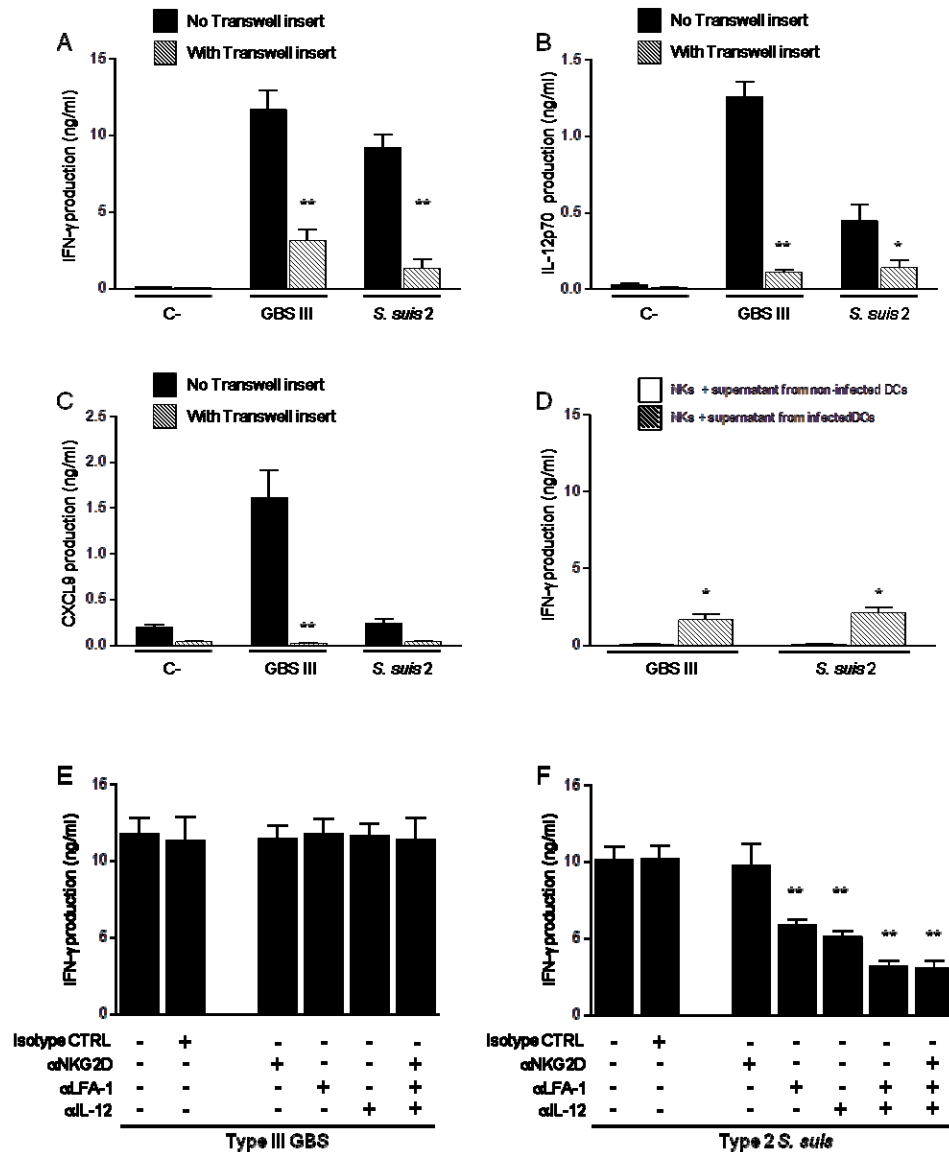 A
No Transwell insert
With Transwell insert
IFN-γ production (ng/ml)
15
10
5
0
**
**
C-
GBS III
S. suis 2
B
No Transwell insert
With Transwell insert
IL-12p70 production (ng/ml)
1.5
1.0
0.5
0.0
**
*
C-
GBS III
S. suis 2
C
No Transwell insert
With Transwell insert
CXCL9 production (ng/ml)
2.5
2.0
1.5
1.0
0.5
0.0
**
C-
GBS III
S. suis 2
D
NKs + supernatant from non-infected DCs
NKs + supernatant from infectedDCs
IFN-γ production (ng/ml)
15
10
5
0
*
*
GBS III
S. suis 2
E
IFN-γ production (ng/ml)
15
10
5
0
Isotype CTRL - + - - - -
αNKG2D - - + - - +
αLFA-1 - - - + - +
αIL-12 - - - - + +
Type III GBS
F
IFN-γ production (ng/ml)
15
10
5
0
** ** ** **
Isotype CTRL - + - - - - -
αNKG2D - - + - - - +
αLFA-1 - - - + - + +
αIL-12 - - - - + + +
Type 2 S. suis